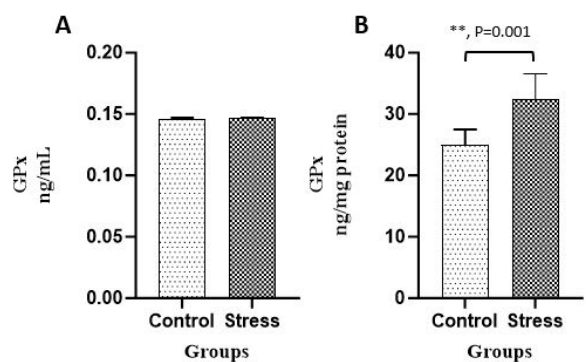 A
GPx
ng/mL
0.20
0.15
0.10
0.05
0.00
Control Stress
Groups
B
**, P=0.001
GPx
ng/mg protein
40
30
20
10
0
Control Stress
Groups